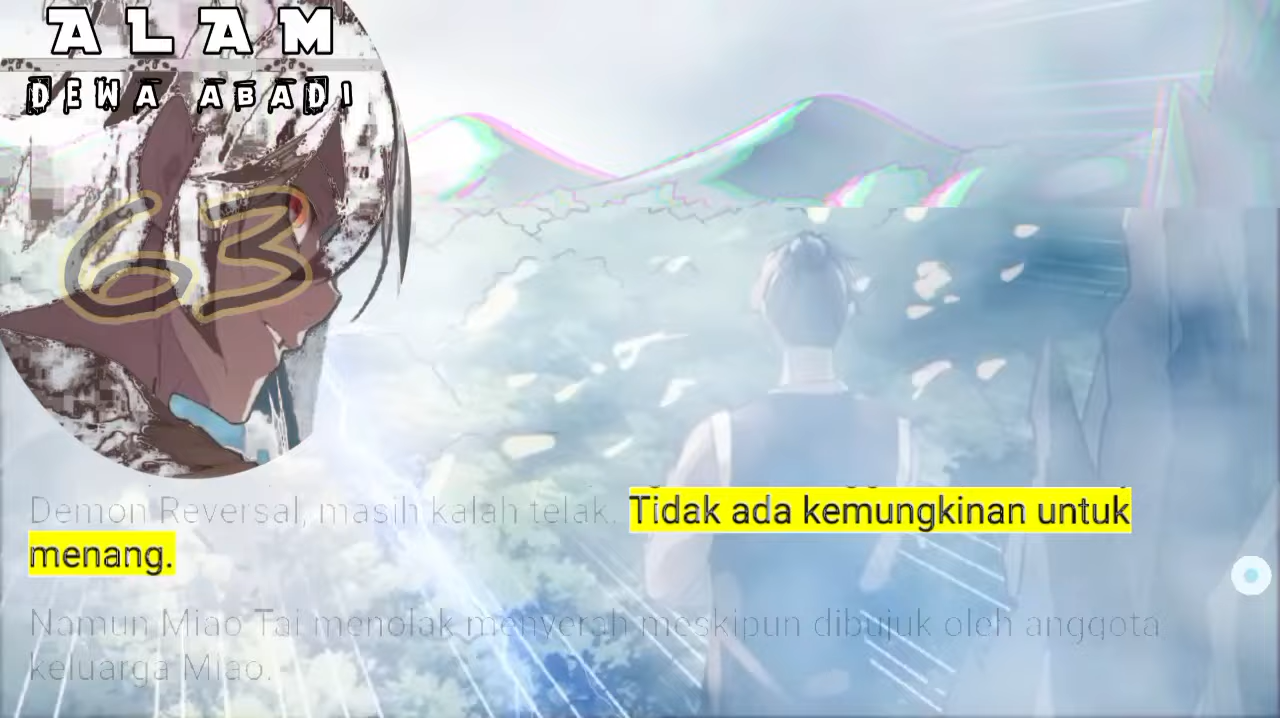 ALAM
DEWA ABADI
63
Demon Reversal, masih kalah telak. Tidak ada kemungkinan untuk
menang.
Namun Miao Tai menolak menyerah meskipun dibujuk oleh anggota
keluarga Miao.